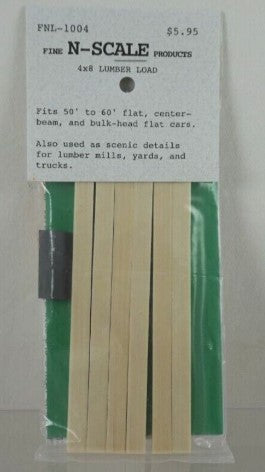 FNL-1004 $5.95
FINE N-SCALE PRODUCTS
4x8 LUMBER LOAD
Fits 50' to 60' flat, center-
beam, and bulk-head flat cars.
Also used as scenic details
for lumber mills, yards, and
trucks.